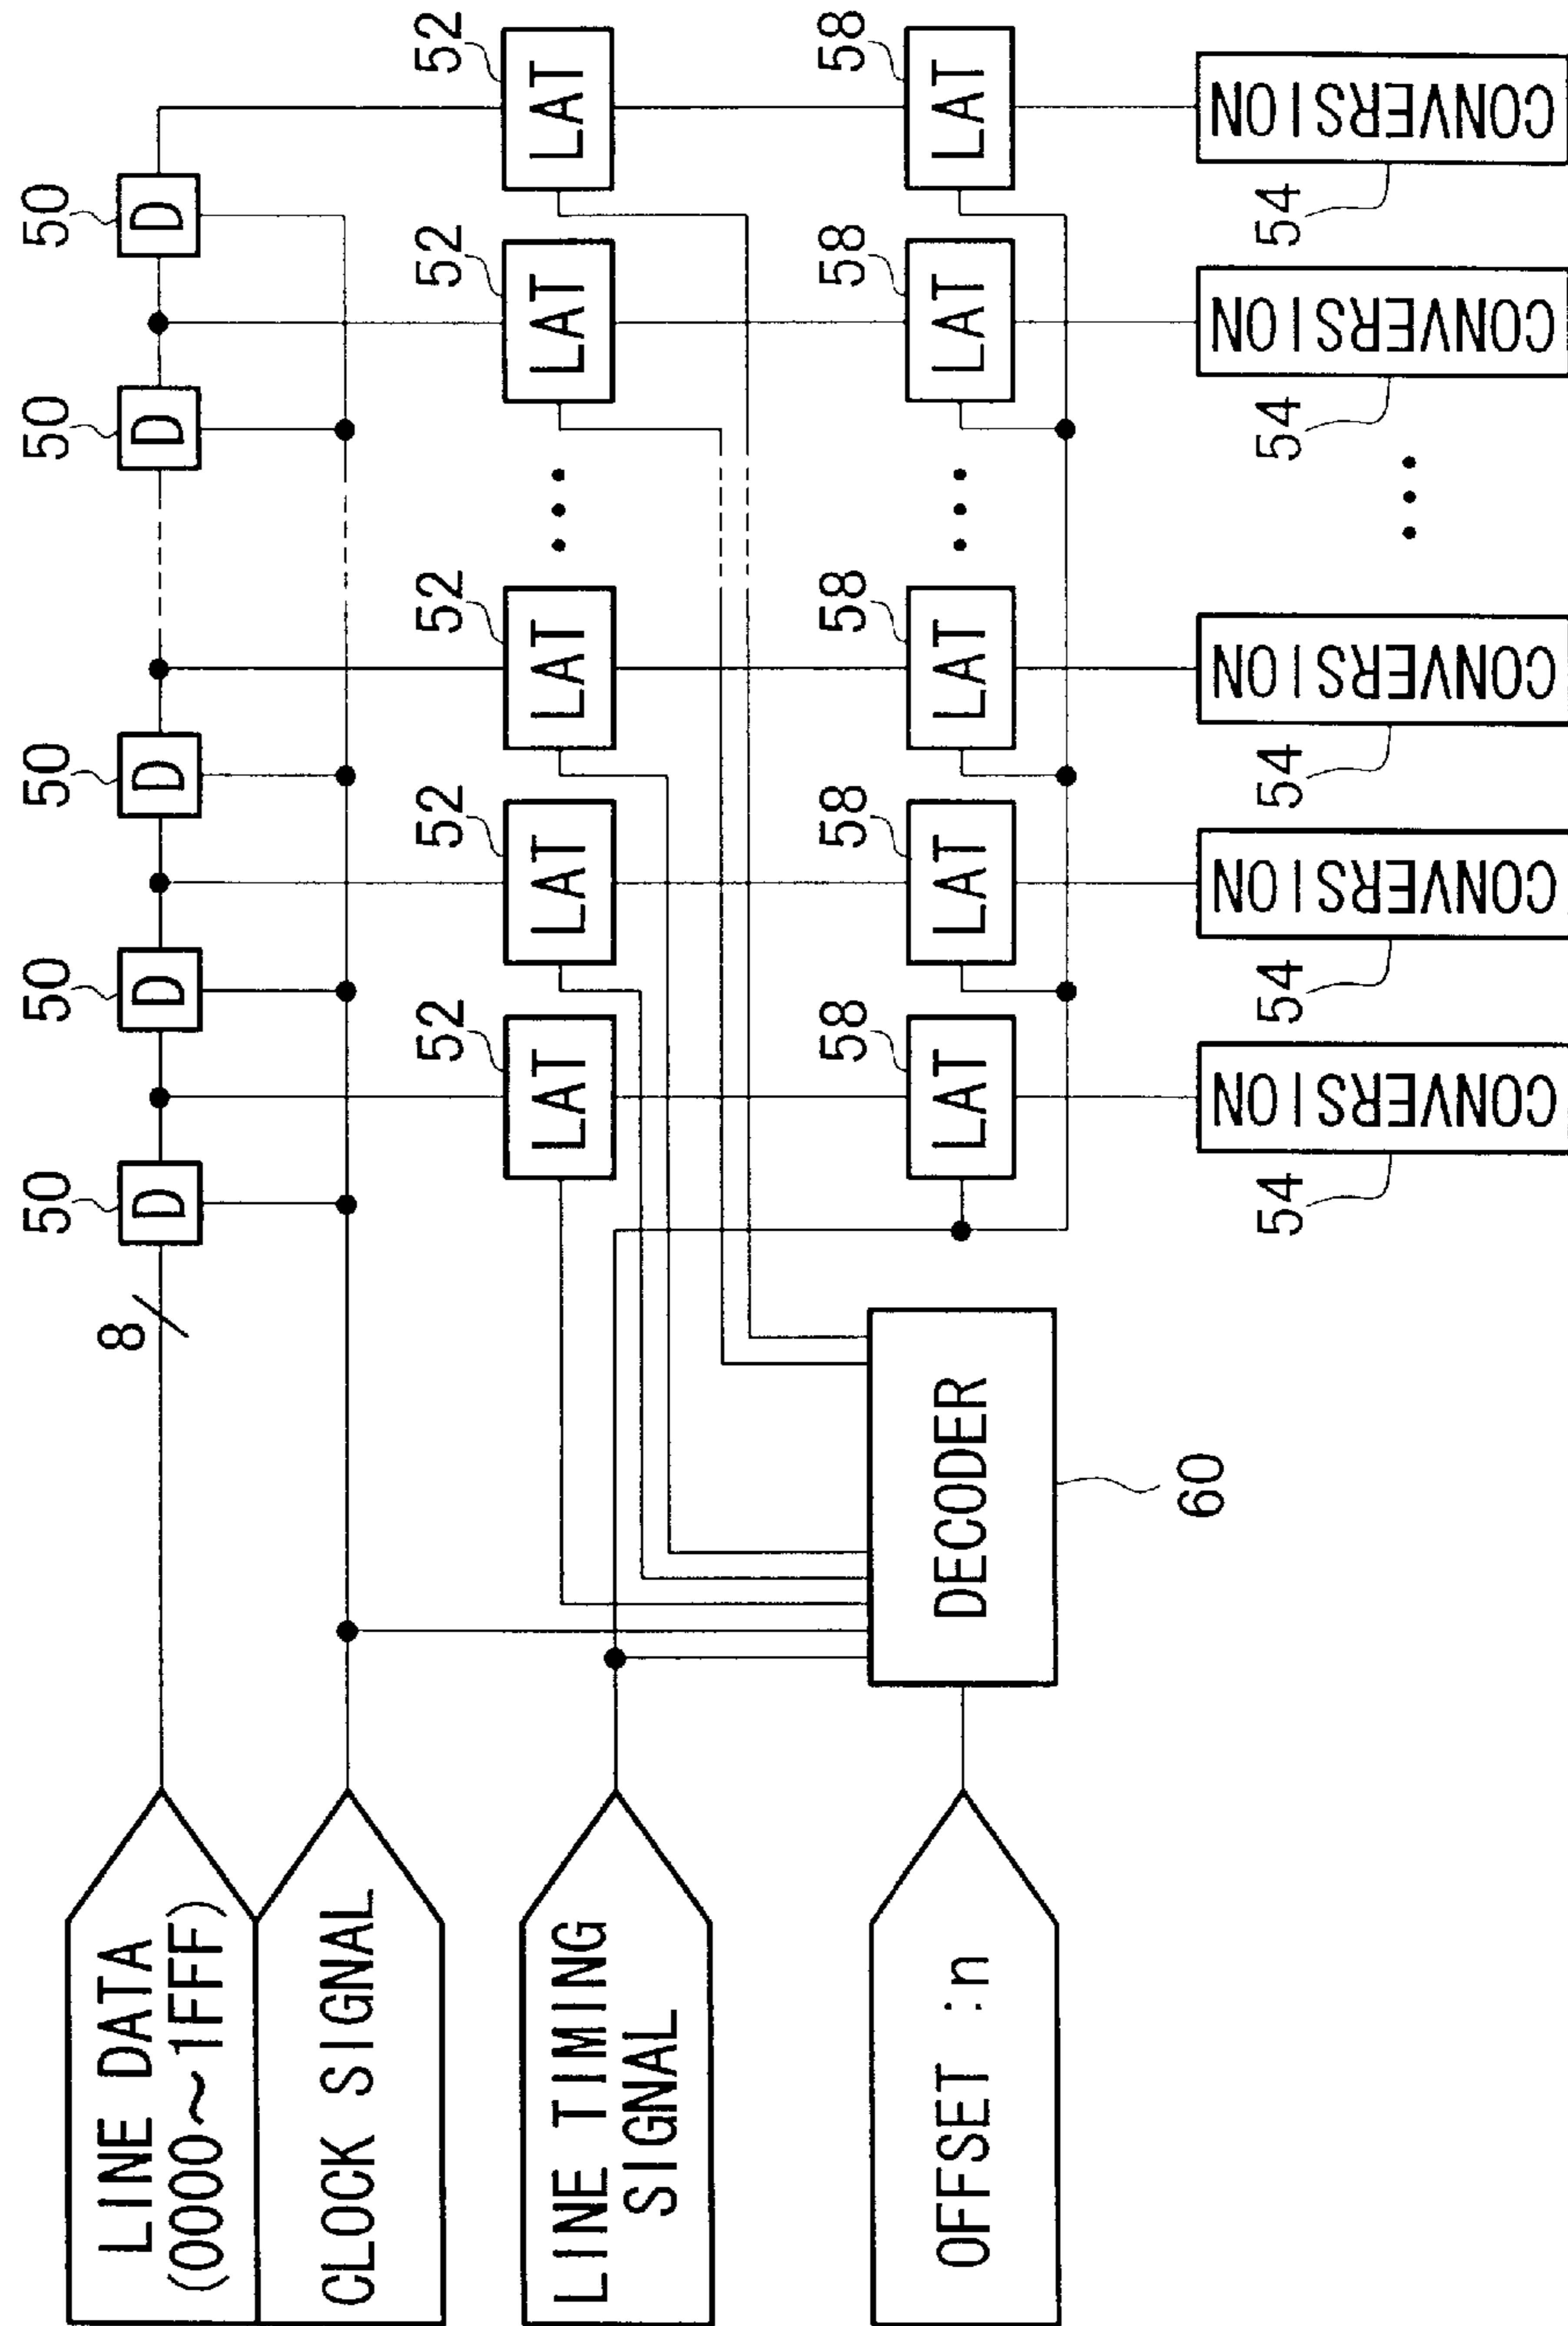 50
50
50
50
50
D
D
D
D
D
8
LINE DATA
(0000~1FFF)
CLOCK SIGNAL
52
52
52
52
52
LAT
LAT
LAT
LAT
LAT
...
LINE TIMING
SIGNAL
58
58
58
58
58
LAT
LAT
LAT
LAT
LAT
...
DECODER
60
OFFSET :n
CONVERSION
CONVERSION
CONVERSION
CONVERSION
CONVERSION
54
54
54
54
54
...